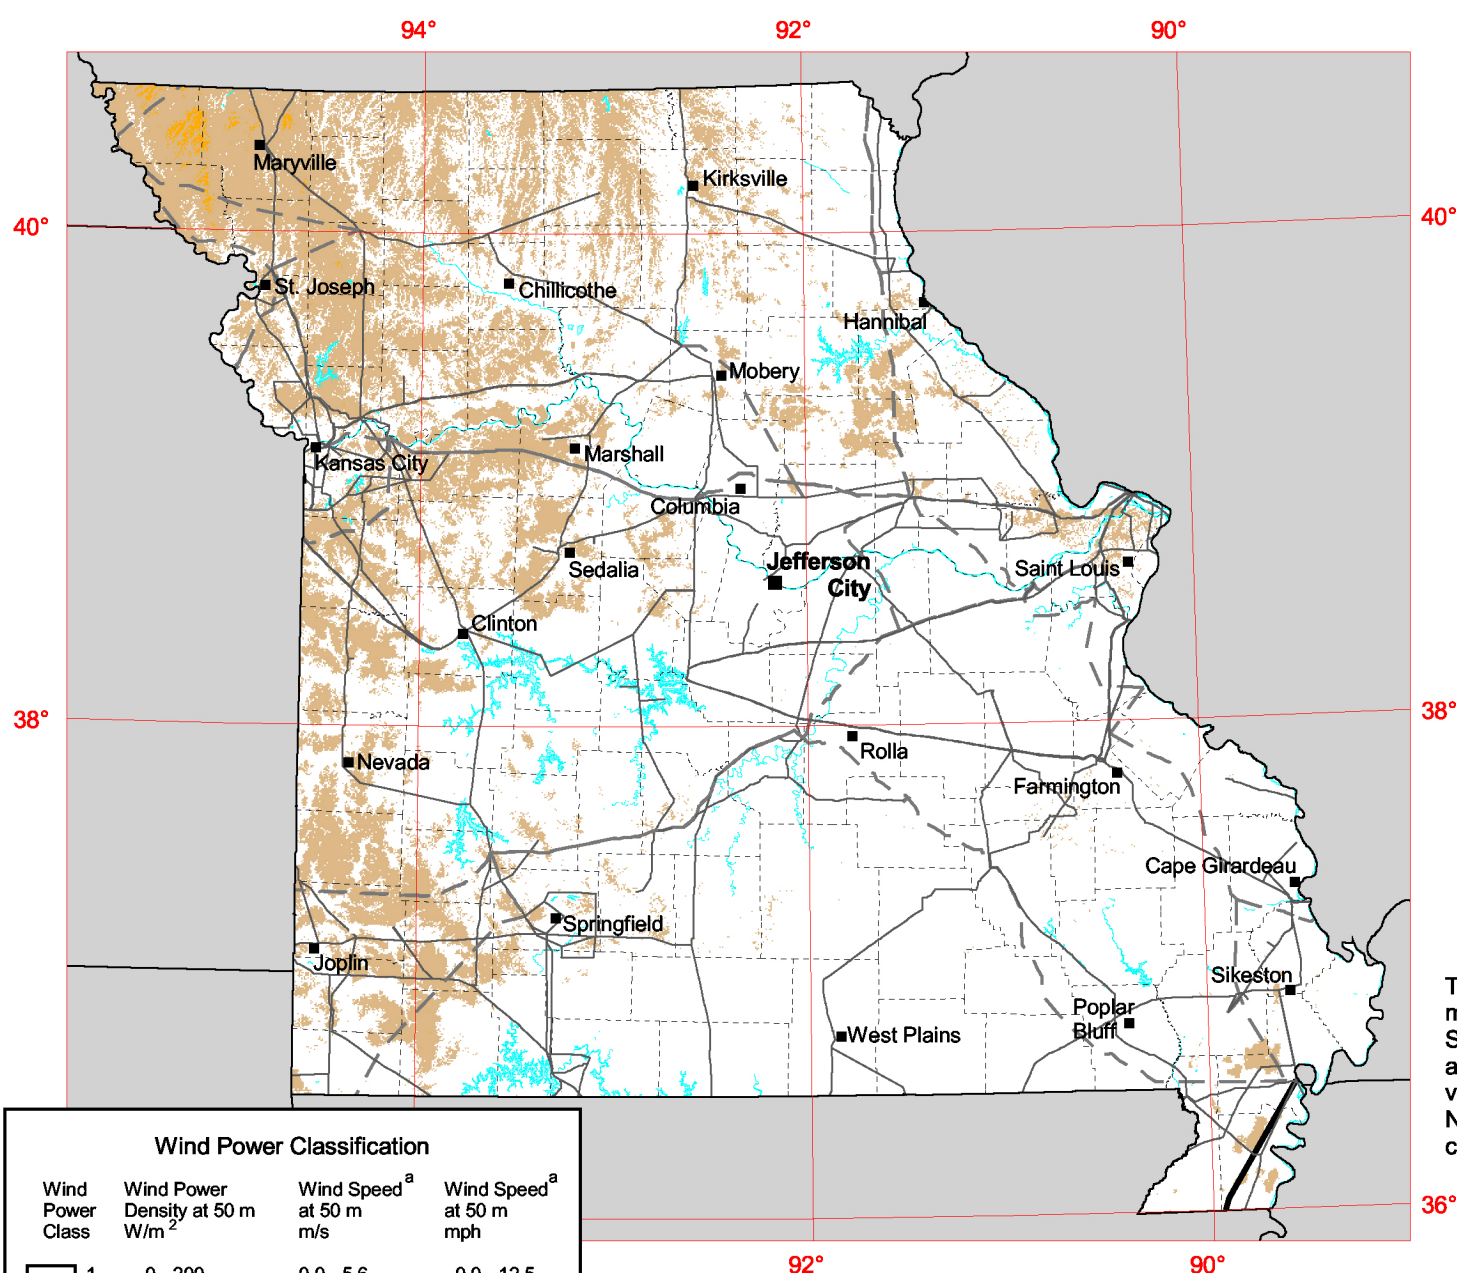 94°
92°
90°
Maryville
Kirksville
40°
40°
St. Joseph
Chillicothe
Hannibal
Mobery
Marshall
Kansas City
Columbia
Jefferson
City
Saint Louis
Sedalia
Clinton
38°
38°
Rolla
Nevada
Farmington
Cape Girardeau
Springfield
Joplin
Sikeston
Poplar
Bluff
West Plains
T
m
S
a
v
N
c
36°
92°
90°
Wind Power Classification
Wind Power Class
Wind Power Density at 50 m W/m 2
Wind Speed a at 50 m m/s
Wind Speed a at 50 m mph